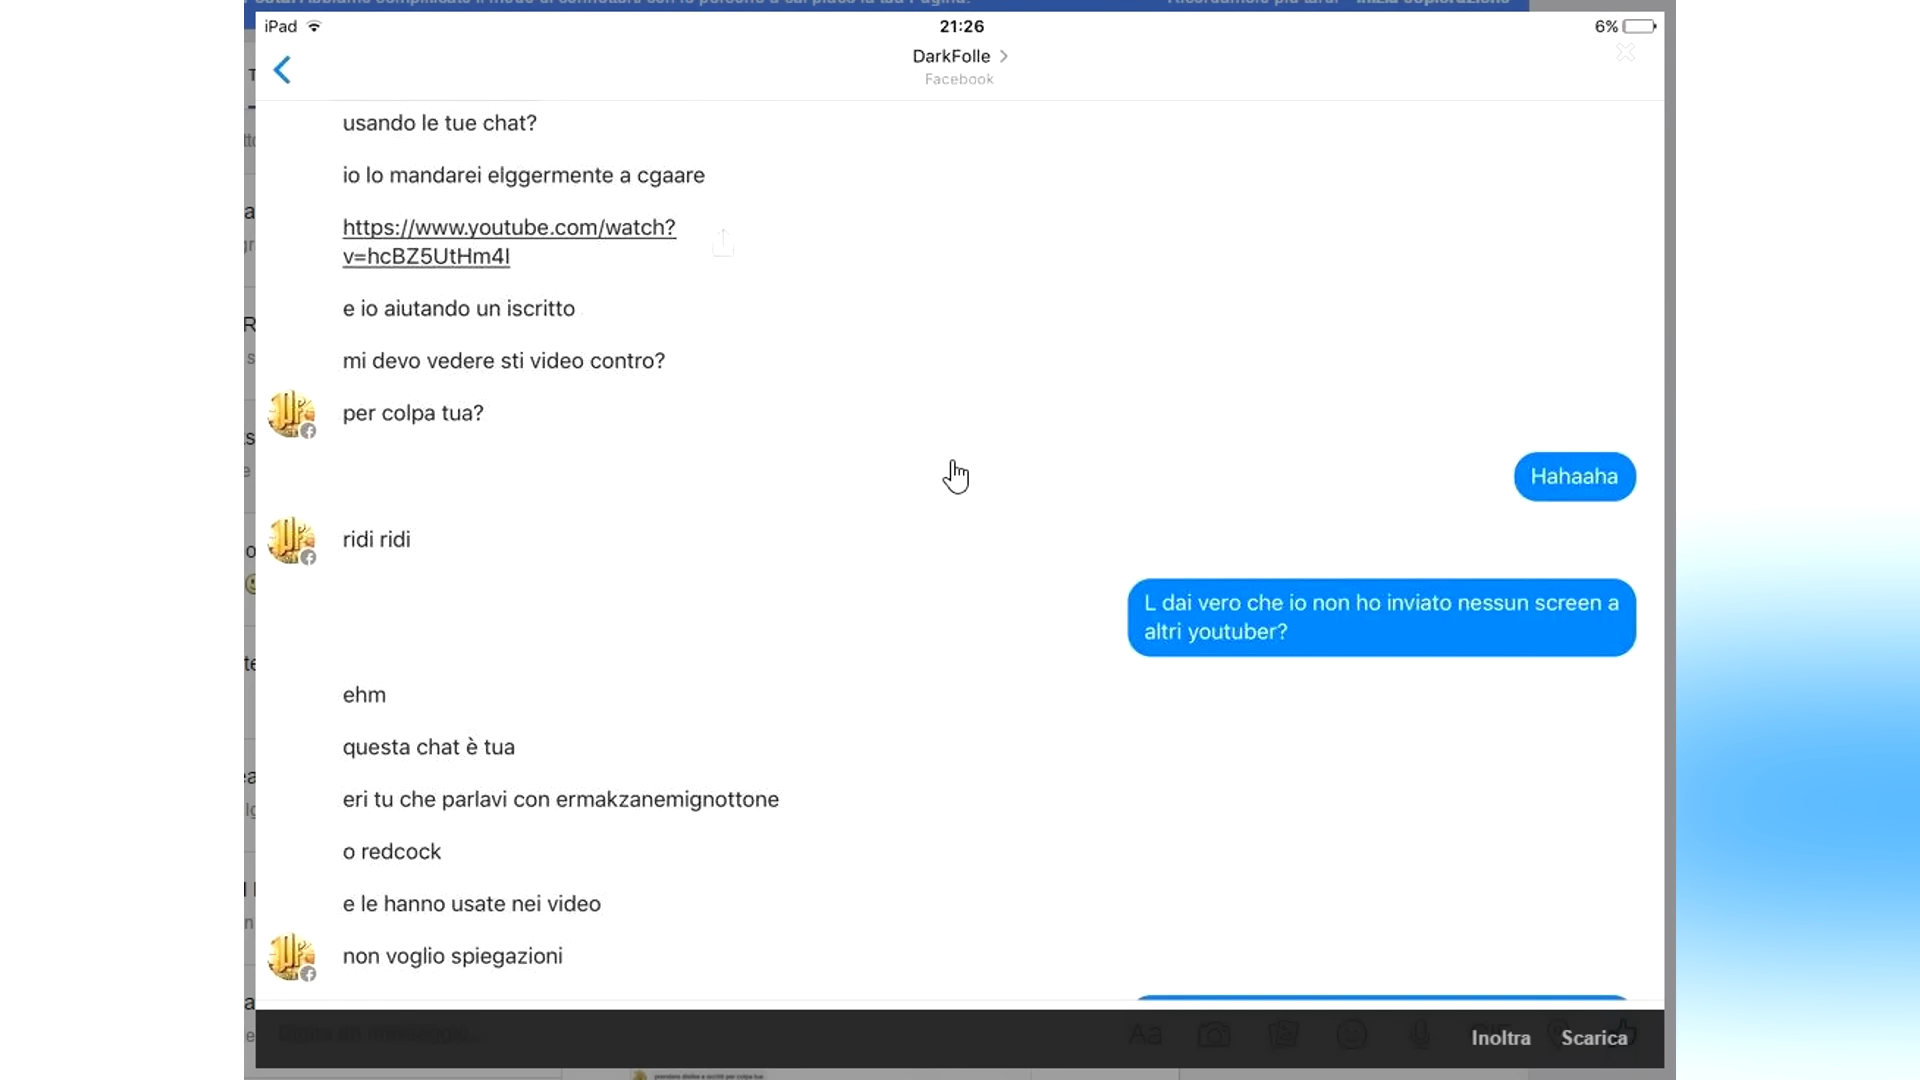 iPad
21:26
6%
DarkFolle
Facebook
usando le tue chat?
io lo mandarei elggermente a cgaare
https://www.youtube.com/watch?
v=hcBZ5UtHm4I
e io aiutando un iscritto
mi devo vedere sti video contro?
per colpa tua?
Hahaaha
ridi ridi
L dai vero che io non ho inviato nessun screen a
altri youtuber?
ehm
questa chat è tua
eri tu che parlavi con ermakzanemignottone
o redcock
e le hanno usate nei video
non voglio spiegazioni
Inoltra Scarica